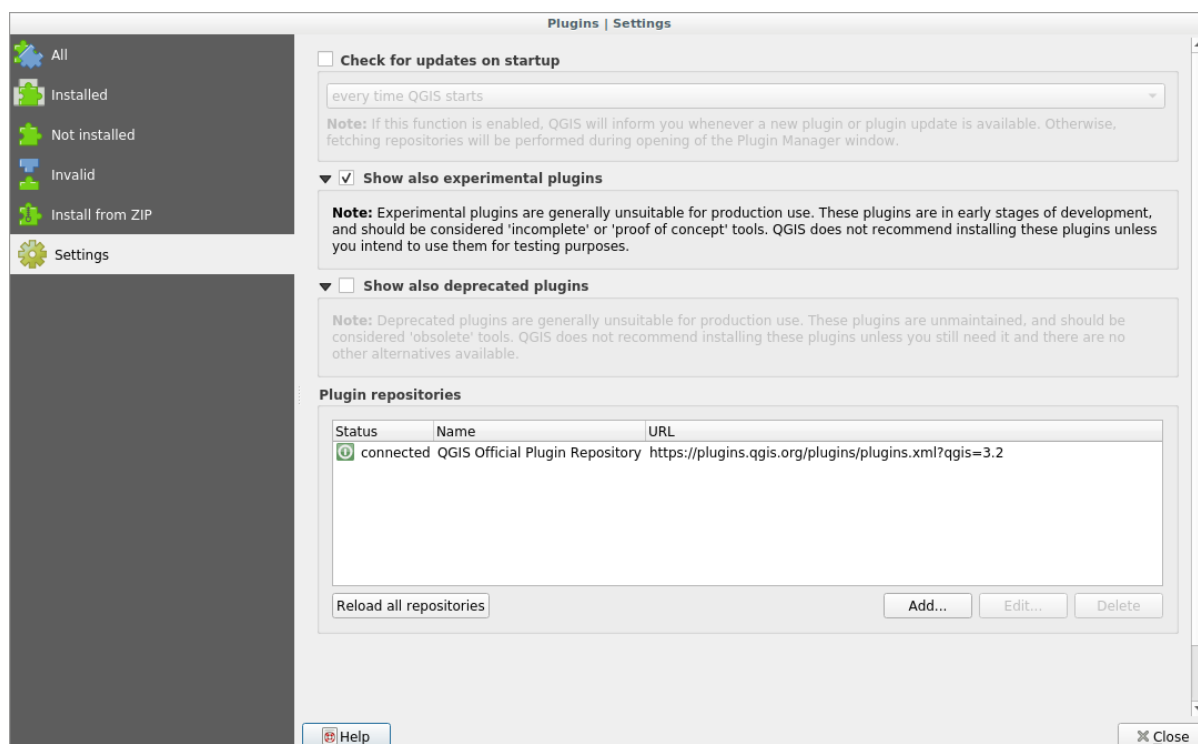 Plugins | Settings
All
Installed
Not installed
Invalid
Install from ZIP
Settings
Check for updates on startup
every time QGIS starts
Note: If this function is enabled, QGIS will inform you whenever a new plugin or plugin update is available. Otherwise,
fetching repositories will be performed during opening of the Plugin Manager window.
Show also experimental plugins
Note: Experimental plugins are generally unsuitable for production use. These plugins are in early stages of development,
and should be considered 'incomplete' or 'proof of concept' tools. QGIS does not recommend installing these plugins unless
you intend to use them for testing purposes.
Show also deprecated plugins
Note: Deprecated plugins are generally unsuitable for production use. These plugins are unmaintained, and should be
considered 'obsolete' tools. QGIS does not recommend installing these plugins unless you still need it and there are no
other alternatives available.
Plugin repositories
Status Name URL
connected QGIS Official Plugin Repository https://plugins.qgis.org/plugins/plugins.xml?qgis=3.2
Reload all repositories Add... Edit... Delete
Help Close